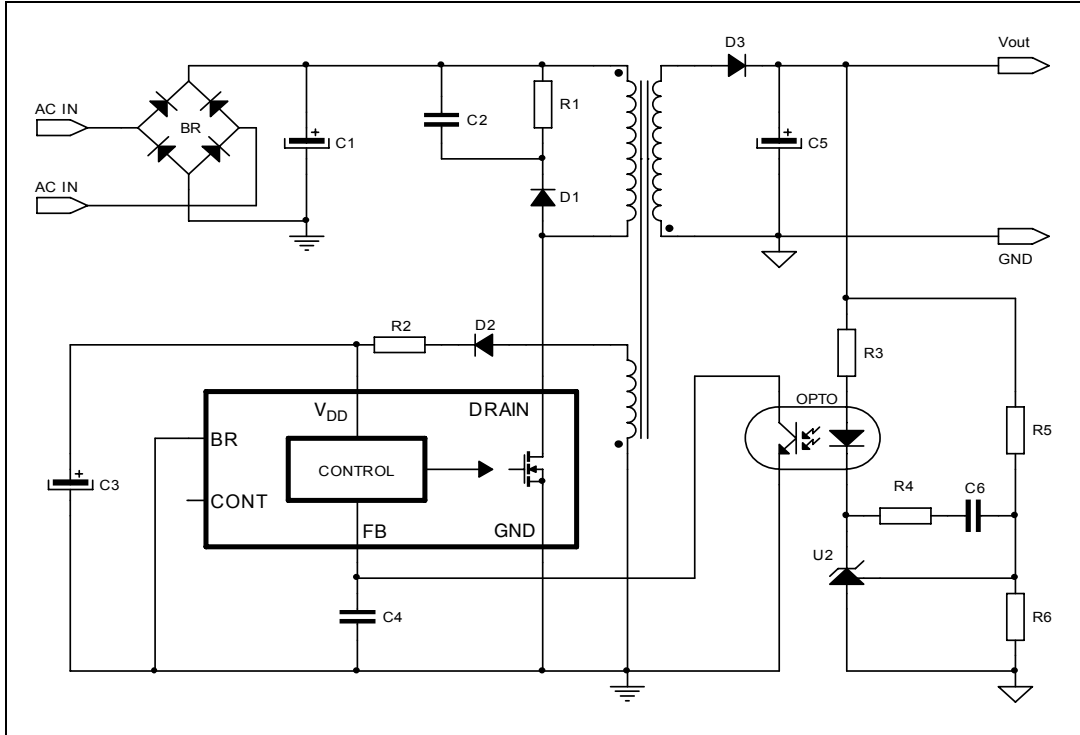 D3
Vout
AC IN
BR
C1
C2
R1
C5
D1
AC IN
GND
R2
D2
R3
VDD
DRAIN
OPTO
BR
R5
CONTROL
C3
CONT
R4
C6
FB
GND
U2
C4
R6